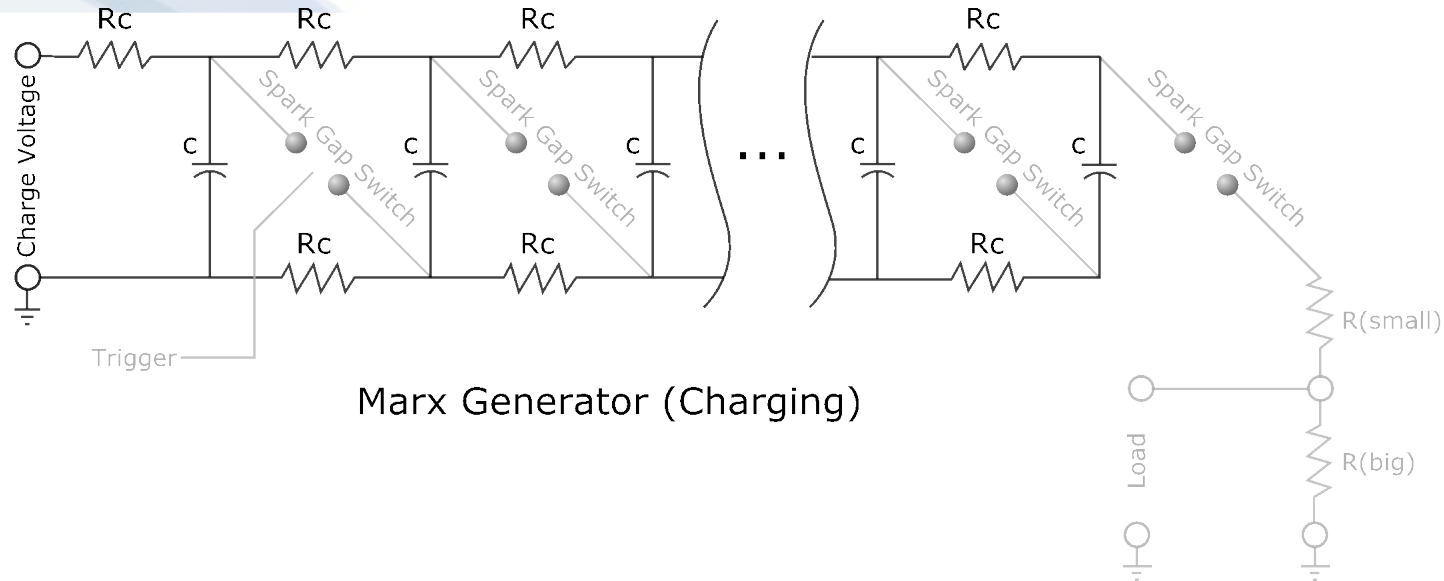 Rc
Rc
Rc
Rc
Charge Voltage
Spark Gap Switch
Spark Gap Switch
Spark Gap Switch
Spark Gap Switch
c
c
c
...
c
c
Rc
Rc
Rc
Trigger
R(small)
Marx Generator (Charging)
Load
R(big)